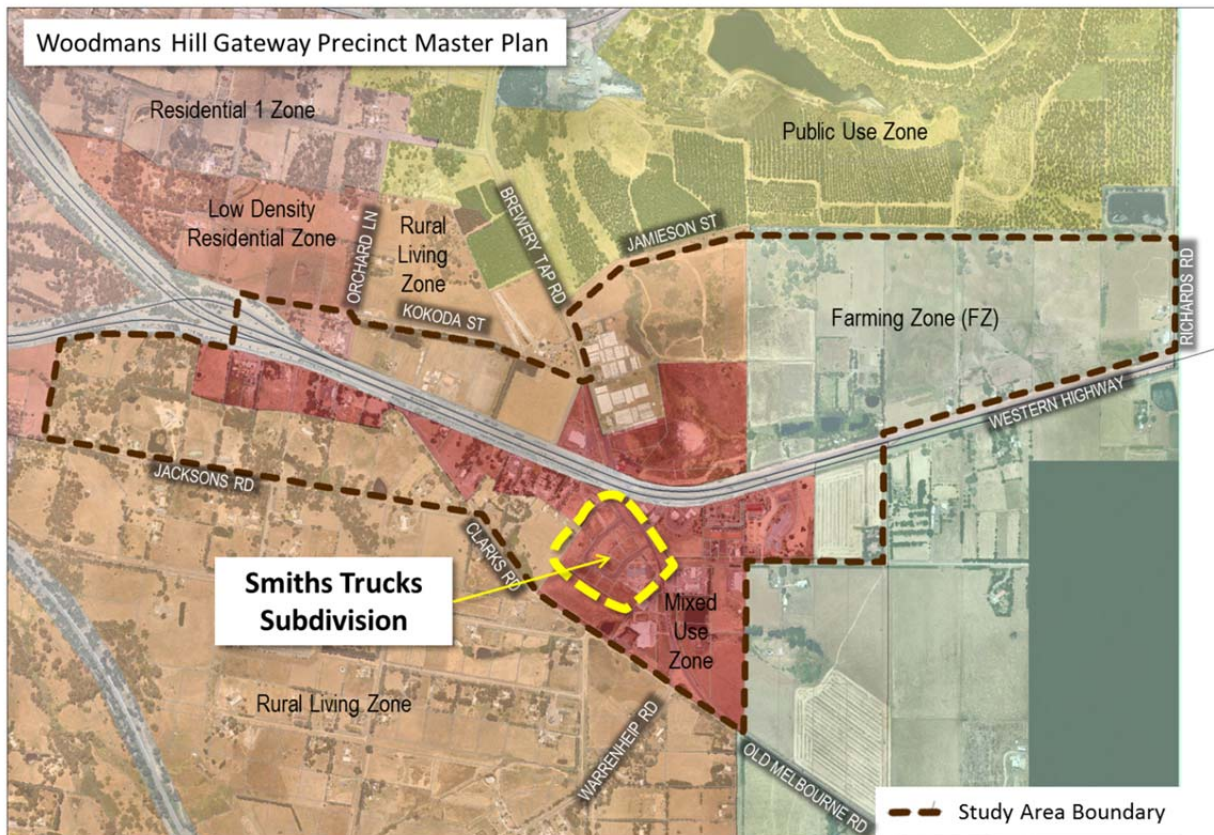 Woodmans Hill Gateway Precinct Master Plan
Residential 1 Zone
Public Use Zone
Low Density
Residential Zone
ORCHARD LN
Rural
Living
Zone
BREWERY TAP RD
JAMIESON ST
KOKODA ST
Farming Zone (FZ)
RICHARDS RD
WESTERN HIGHWAY
JACKSONS RD
CLARKS RD
Smiths Trucks
Subdivision
Mixed
Use
Zone
Rural Living Zone
WARRENHEIP RD
OLD MELBOURNE RD
Study Area Boundary